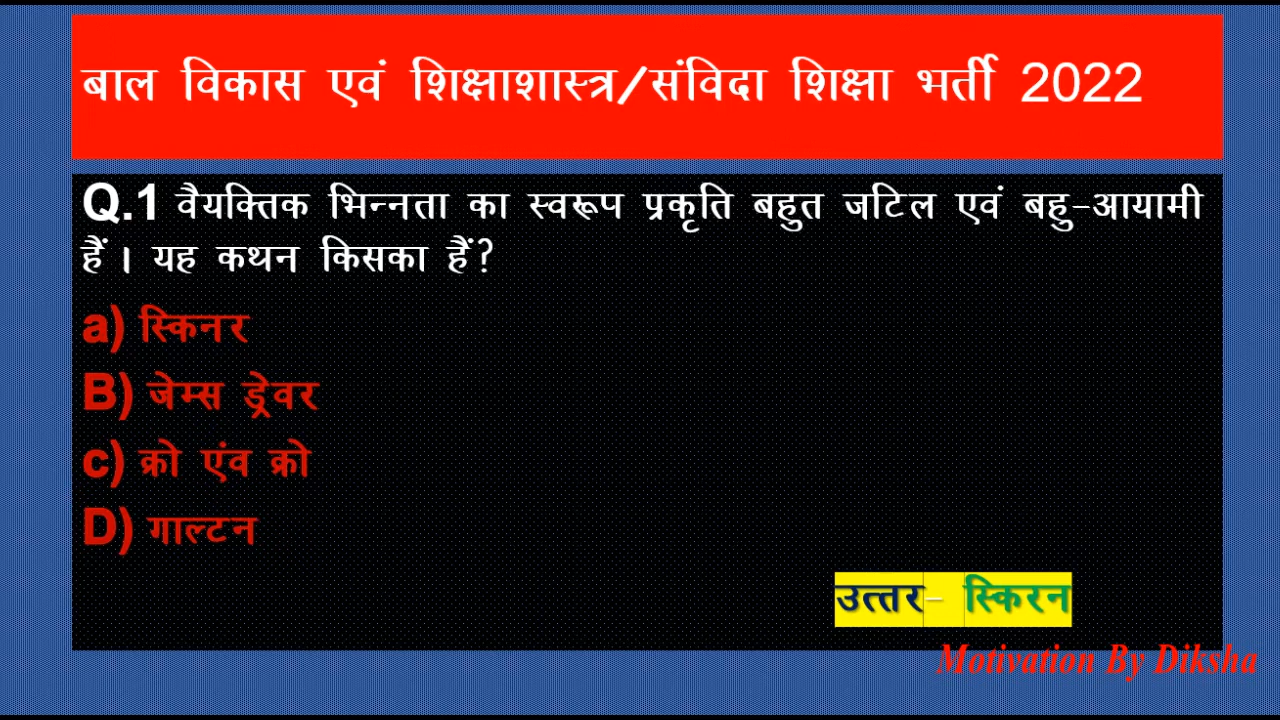 बाल विकास एवं शिक्षाशास्त्र/संविदा शिक्षा भर्ती 2022
Q.1 वैयक्तिक भिन्नता का स्वरूप प्रकृति बहुत जटिल एवं बहु-आयामी
हैं। यह कथन किसका हैं?
a) स्किनर
B) जेम्स ड्रेवर
c) क्रो एंव क्रो
D) गाल्टन
उत्तर- स्किरन
Motivation By Diksha